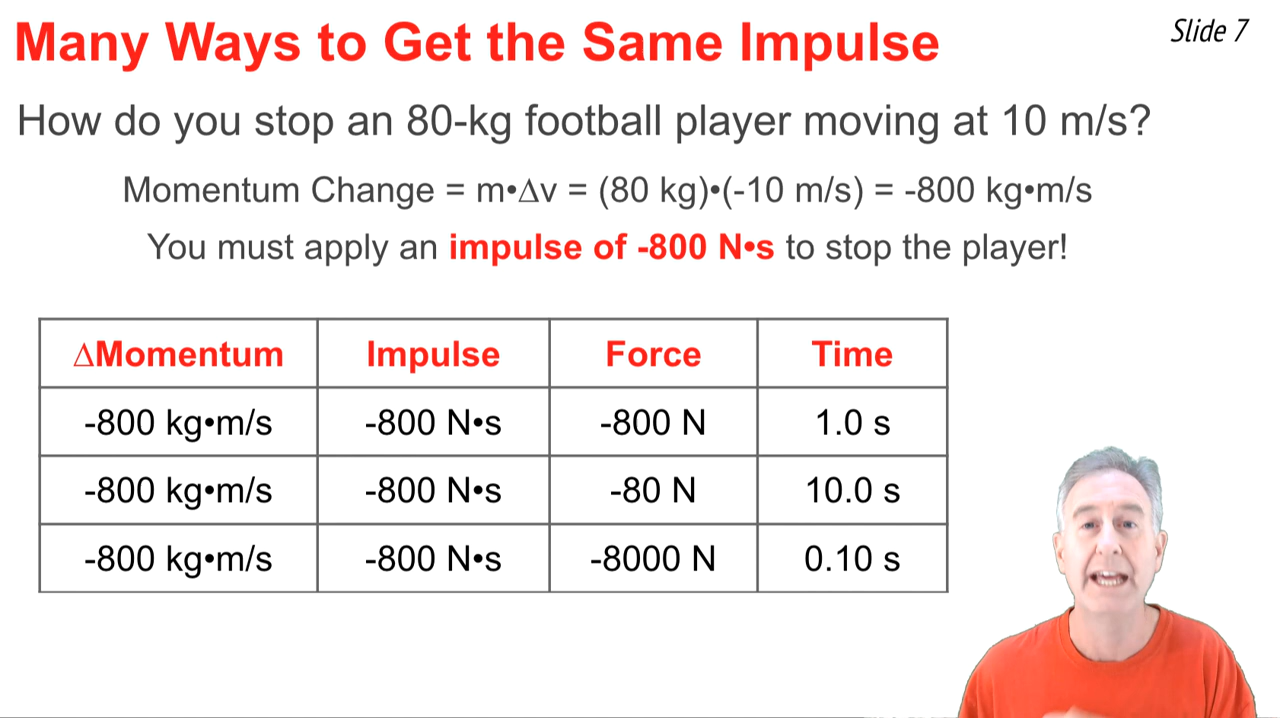 Many Ways to Get the Same Impulse
Slide 7
How do you stop an 80-kg football player moving at 10 m/s?
Momentum Change = m•∆v = (80 kg)•(-10 m/s) = -800 kg•m/s
You must apply an impulse of -800 N•s to stop the player!
∆Momentum Impulse Force Time
-800 kg•m/s -800 N•s -800 N 1.0 s
-800 kg•m/s -800 N•s -80 N 10.0 s
-800 kg•m/s -800 N•s -8000 N 0.10 s